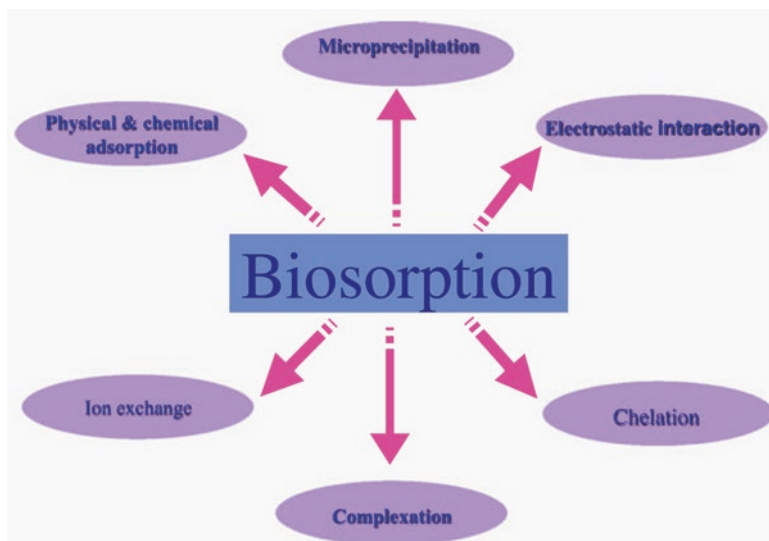 Microprecipitation
Physical & chemical
adsorption
Electrostatic interaction
Biosorption
Ion exchange
Chelation
Complexation